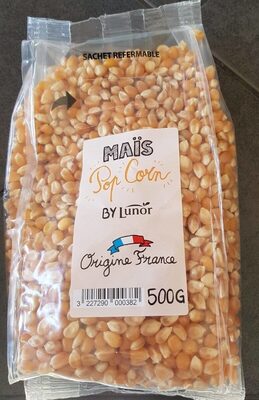 SACHET REFERMABLE
MAÏS
Pop Corn
BY Lunor
Origine France
3 227290 000382
500G